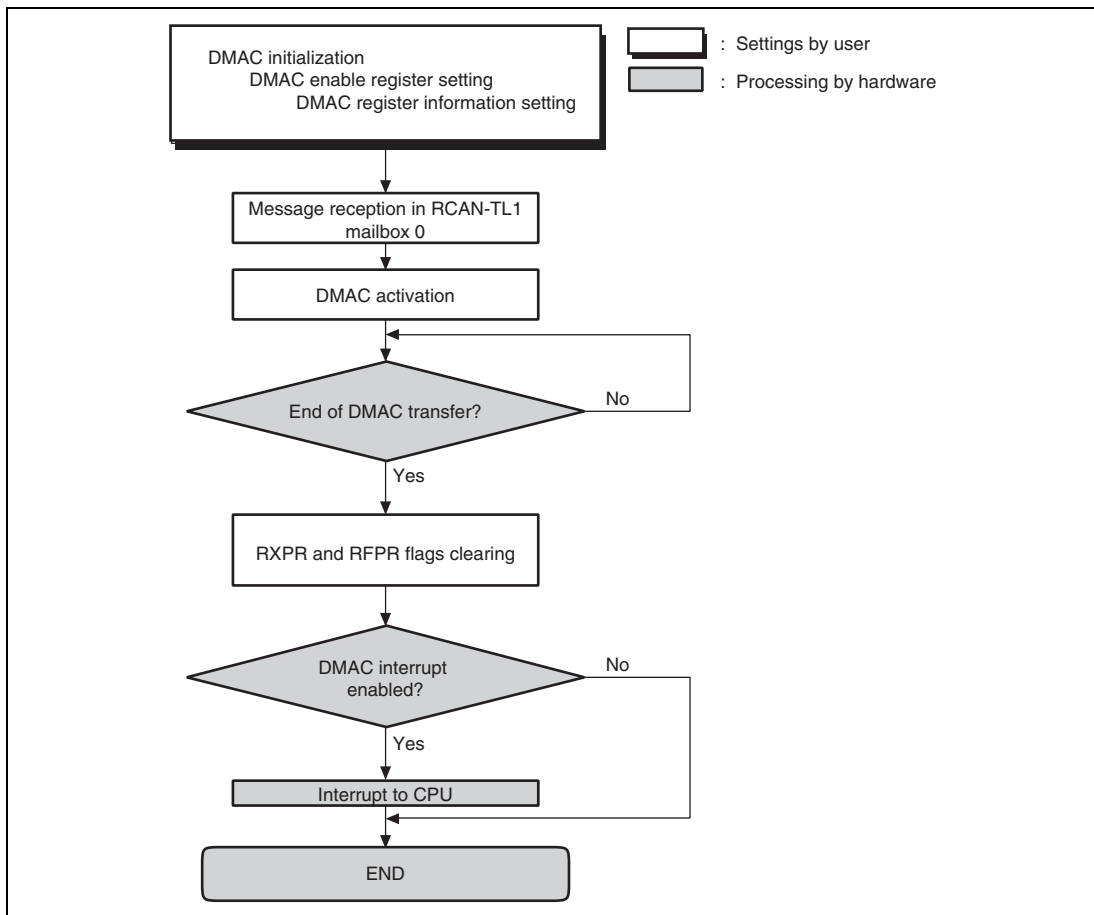 DMAC initialization
DMAC enable register setting
DMAC register information setting
: Settings by user
: Processing by hardware
Message reception in RCAN-TL1
mailbox 0
DMAC activation
End of DMAC transfer?
No
Yes
RXPR and RFPR flags clearing
DMAC interrupt
enabled?
No
Yes
Interrupt to CPU
END